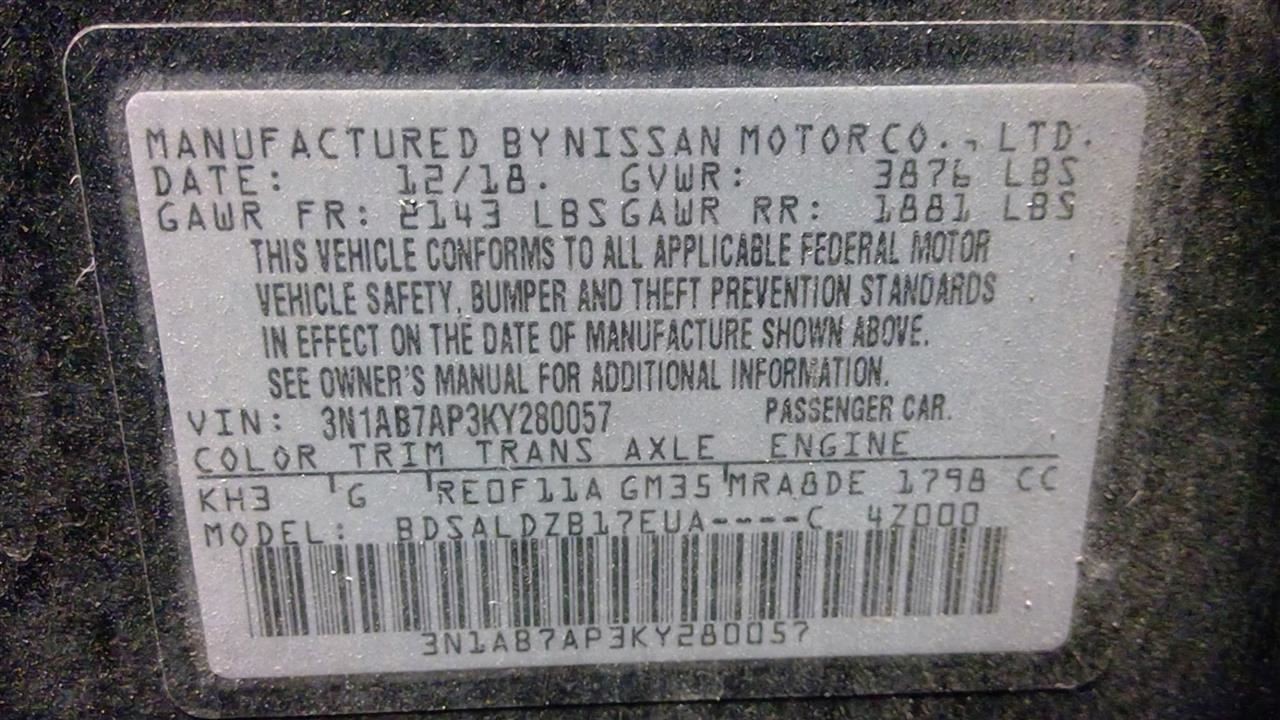 MANUFACTURED BY NISSAN MOTOR CO., LTD.
DATE: 12/18. GVWR: 3876 LBS
GAWR FR: 2143 LBS GAWR RR: 1881 LBS
THIS VEHICLE CONFORMS TO ALL APPLICABLE FEDERAL MOTOR
VEHICLE SAFETY, BUMPER AND THEFT PREVENTION STANDARDS
IN EFFECT ON THE DATE OF MANUFACTURE SHOWN ABOVE.
SEE OWNER'S MANUAL FOR ADDITIONAL INFORMATION.
VIN: 3N1AB7AP3KY280057 PASSENGER CAR.
COLOR TRIM TRANS AXLE ENGINE
KH3 G RE0F11A GM35 MRA8DE 1798 CC
MODEL: BDSALDZB17EUA----C 4Z000
3N1AB7AP3KY280057